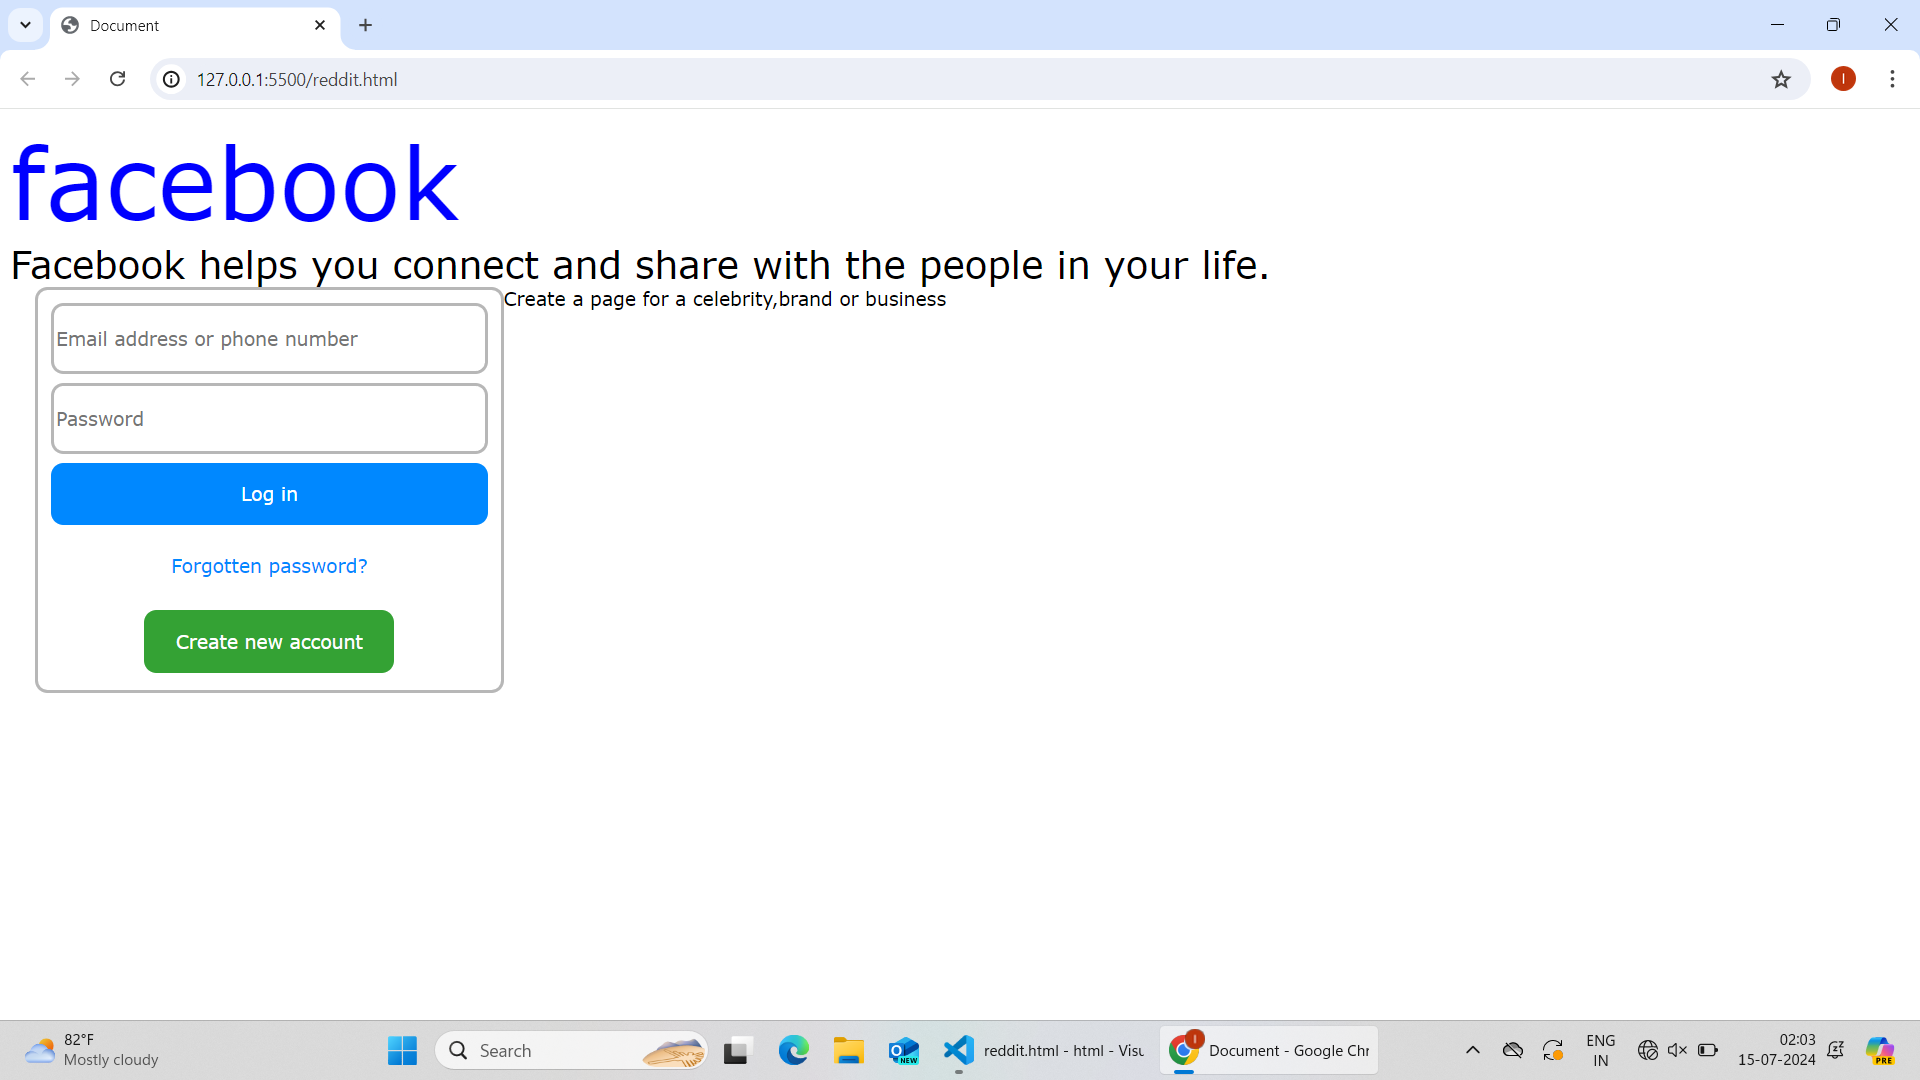 Document
127.0.0.1:5500/reddit.html
I
facebook
Facebook helps you connect and share with the people in your life.
Create a page for a celebrity,brand or business
Email address or phone number
Password
Log in
Forgotten password?
Create new account
82°F
Mostly cloudy
Search
NEW
reddit.html - html - Visu
I
Document - Google Chr
ENG
IN
02:03
15-07-2024
PRE